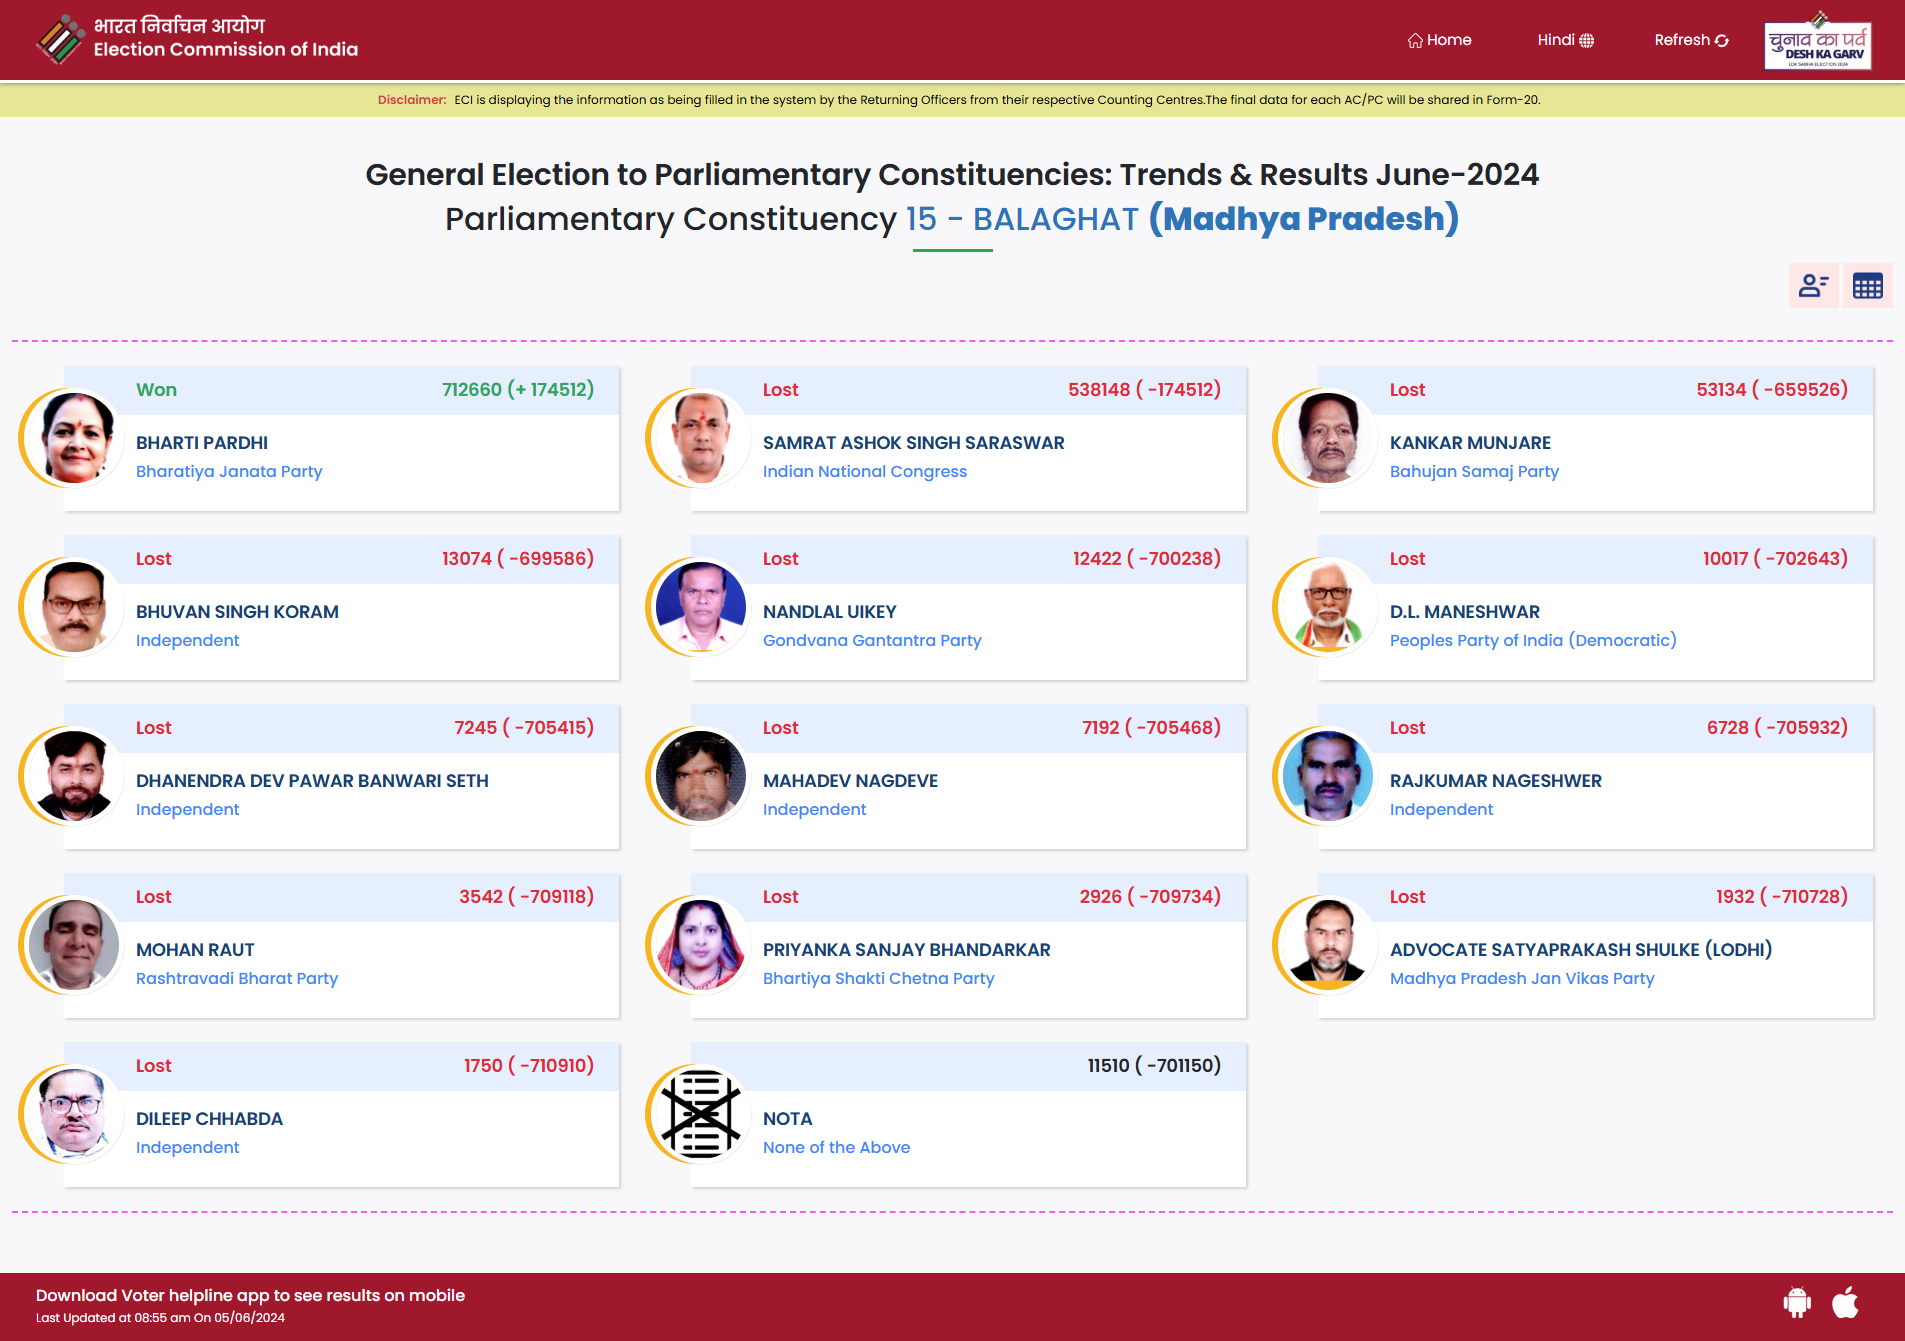 भारत निर्वाचन आयोग
Election Commission of India
Home
Hindi
Refresh
चुनाव का पर्व
DESH KA GARV
LOK SABHA ELECTION 2024
Disclaimer: ECI is displaying the information as being filled in the system by the Returning Officers from their respective Counting Centres.The final data for each AC/PC will be shared in Form-20.
General Election to Parliamentary Constituencies: Trends & Results June-2024
Parliamentary Constituency 15 - BALAGHAT (Madhya Pradesh)
Won 712660 (+ 174512)
BHARTI PARDHI
Bharatiya Janata Party
Lost 538148 ( -174512)
SAMRAT ASHOK SINGH SARASWAR
Indian National Congress
Lost 53134 ( -659526)
KANKAR MUNJARE
Bahujan Samaj Party
Lost 13074 ( -699586)
BHUVAN SINGH KORAM
Independent
Lost 12422 ( -700238)
NANDLAL UIKEY
Gondvana Gantantra Party
Lost 10017 ( -702643)
D.L. MANESHWAR
Peoples Party of India (Democratic)
Lost 7245 ( -705415)
DHANENDRA DEV PAWAR BANWARI SETH
Independent
Lost 7192 ( -705468)
MAHADEV NAGDEVE
Independent
Lost 6728 ( -705932)
RAJKUMAR NAGESHWER
Independent
Lost 3542 ( -709118)
MOHAN RAUT
Rashtravadi Bharat Party
Lost 2926 ( -709734)
PRIYANKA SANJAY BHANDARKAR
Bhartiya Shakti Chetna Party
Lost 1932 ( -710728)
ADVOCATE SATYAPRAKASH SHULKE (LODHI)
Madhya Pradesh Jan Vikas Party
Lost 1750 ( -710910)
DILEEP CHHABDA
Independent
11510 ( -701150)
NOTA
None of the Above
Download Voter helpline app to see results on mobile
Last Updated at 08:55 am On 05/06/2024